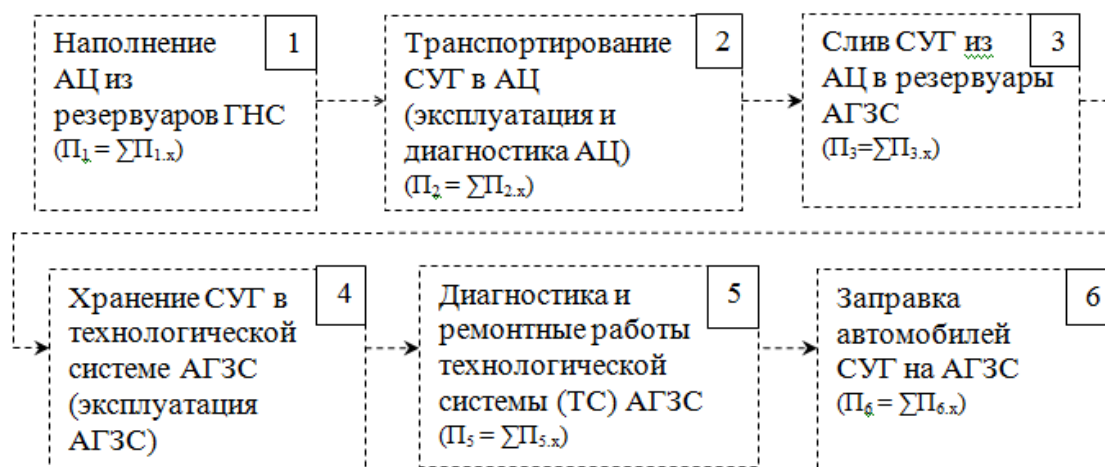 Наполнение
АЦ из
резервуаров ГНС
(П₁ = ∑П₁.ₓ)
1
Транспортирование
СУГ в АЦ
(эксплуатация и
диагностика АЦ)
(П₂ = ∑П₂.ₓ)
2
Слив СУГ из
АЦ в резервуары
АГЗС
(П₃=∑П₃.ₓ)
3
Хранение СУГ в
технологической
системе АГЗС
(эксплуатация
АГЗС)
4
Диагностика и
ремонтные работы
технологической
системы (ТС) АГЗС
(П₅ = ∑П₅.ₓ)
5
Заправка
автомобилей
СУГ на АГЗС
(П₆ = ∑П₆.ₓ)
6